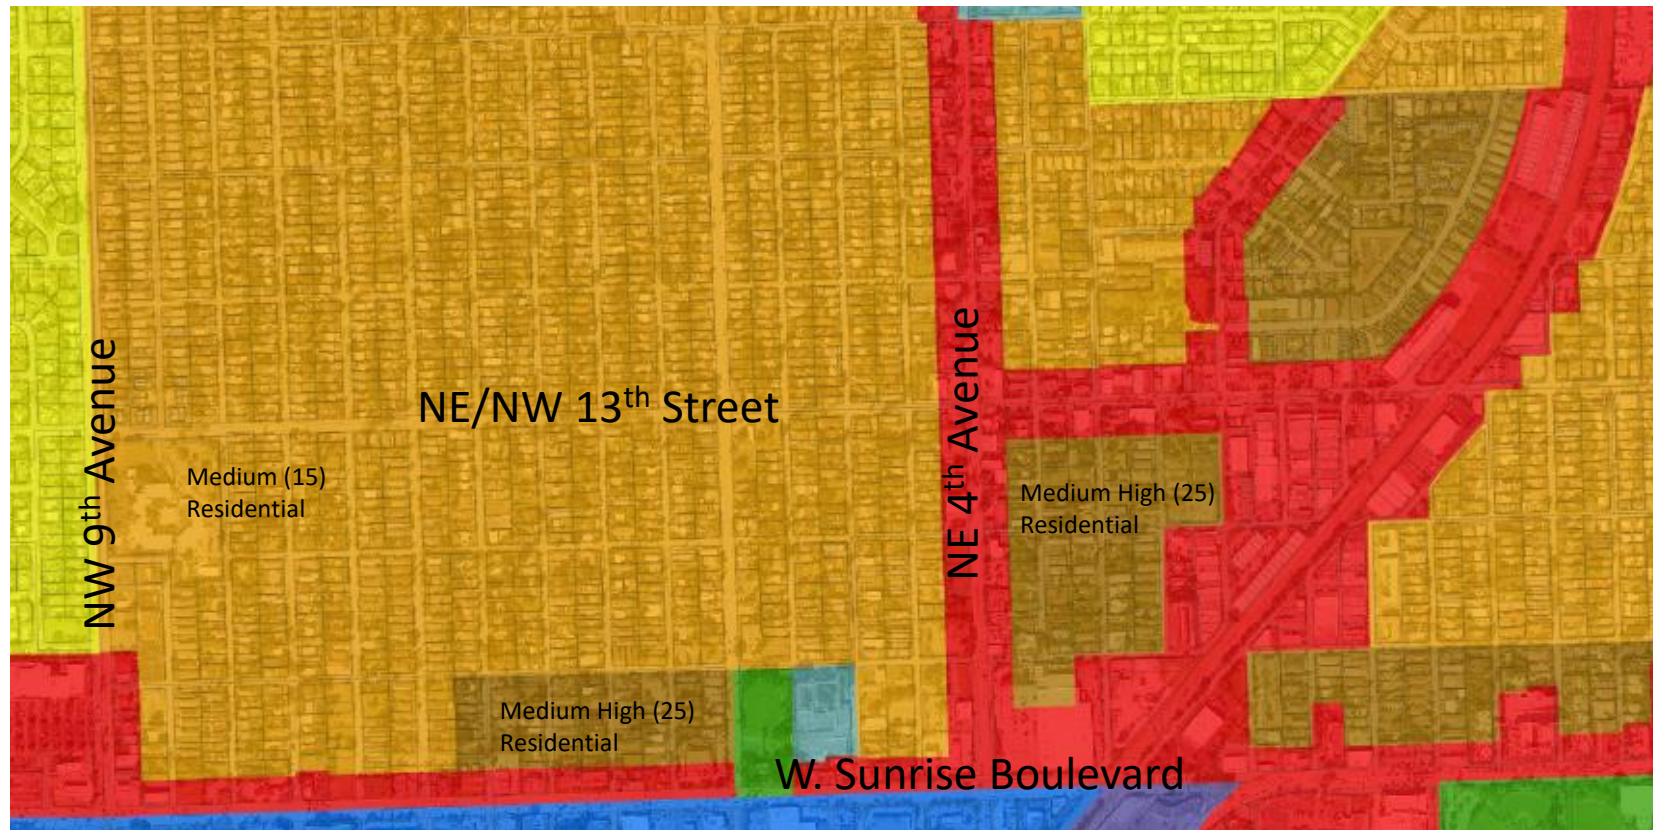 NW 9th Avenue
NE/NW 13th Street
NE 4th Avenue
Medium (15)
Residential
Medium High (25)
Residential
Medium High (25)
Residential
W. Sunrise Boulevard